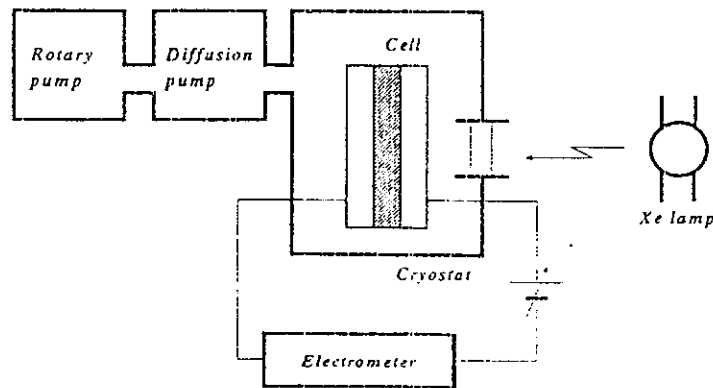 Rotary
pump
Diffusion
pump
Cell
Xe lamp
Cryostat
Electrometer